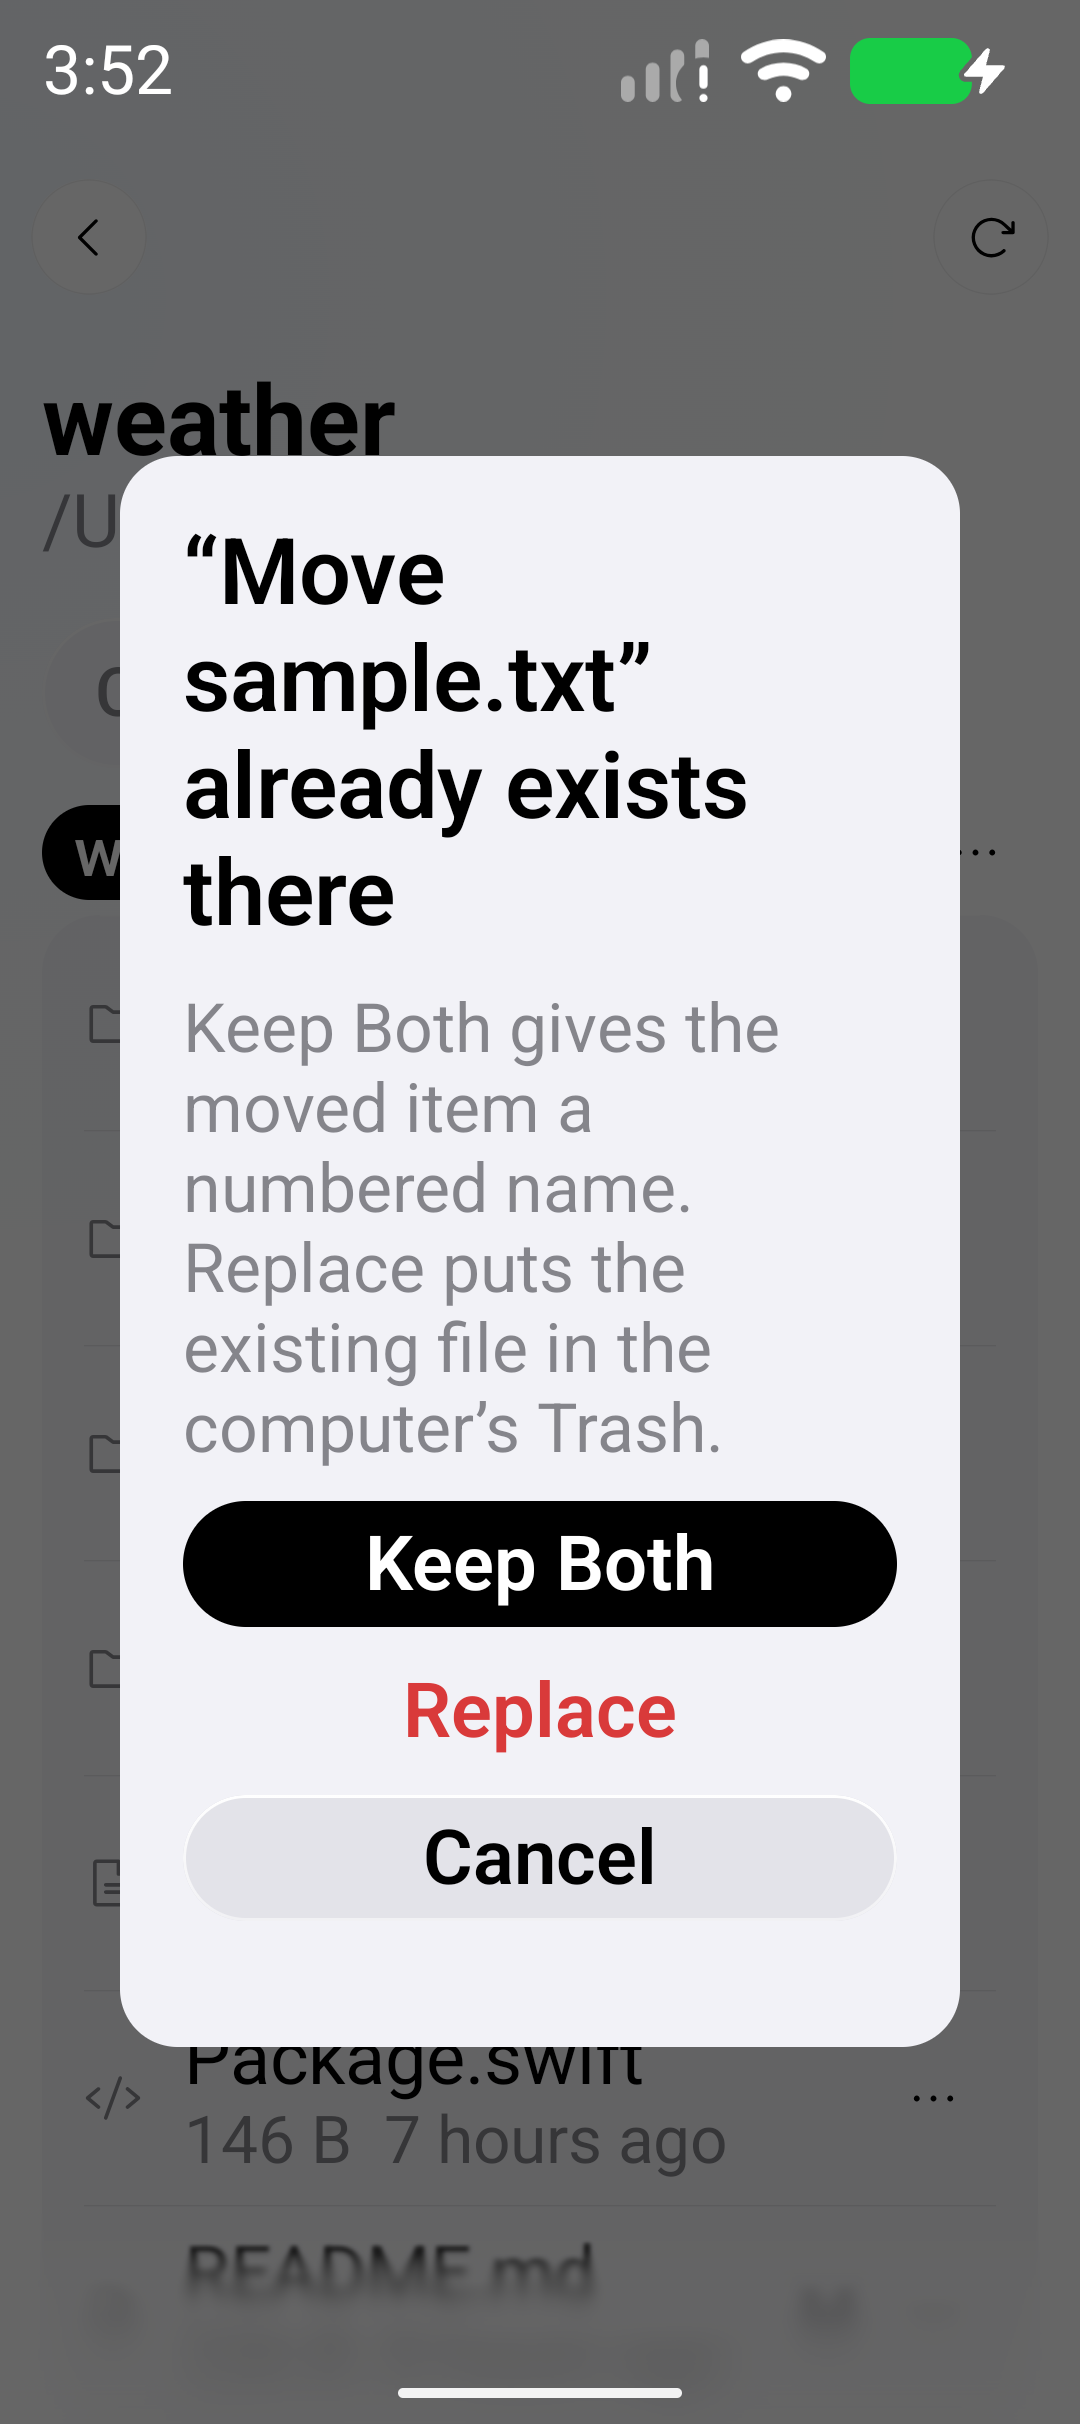 3:52
weather
/U
“Move
sample.txt”
already exists
there
Keep Both gives the
moved item a
numbered name.
Replace puts the
existing file in the
computer’s Trash.
Keep Both
Replace
Cancel
Package.swift
146 B 7 hours ago
README.md